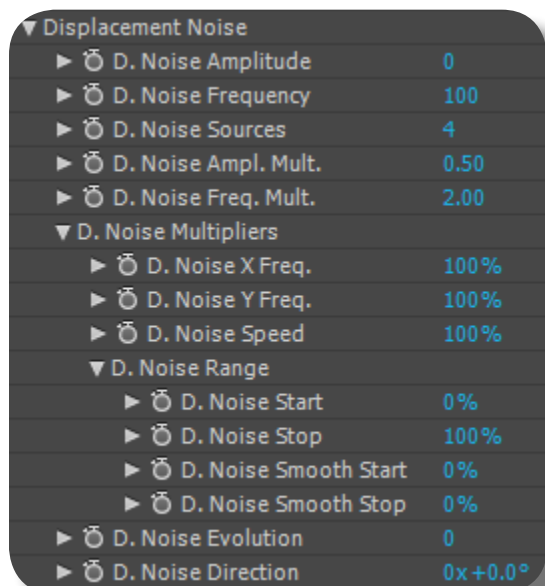 Displacement Noise
D. Noise Amplitude 0
D. Noise Frequency 100
D. Noise Sources 4
D. Noise Ampl. Mult. 0.50
D. Noise Freq. Mult. 2.00
D. Noise Multipliers
D. Noise X Freq. 100%
D. Noise Y Freq. 100%
D. Noise Speed 100%
D. Noise Range
D. Noise Start 0%
D. Noise Stop 100%
D. Noise Smooth Start 0%
D. Noise Smooth Stop 0%
D. Noise Evolution 0
D. Noise Direction 0x+0.0°